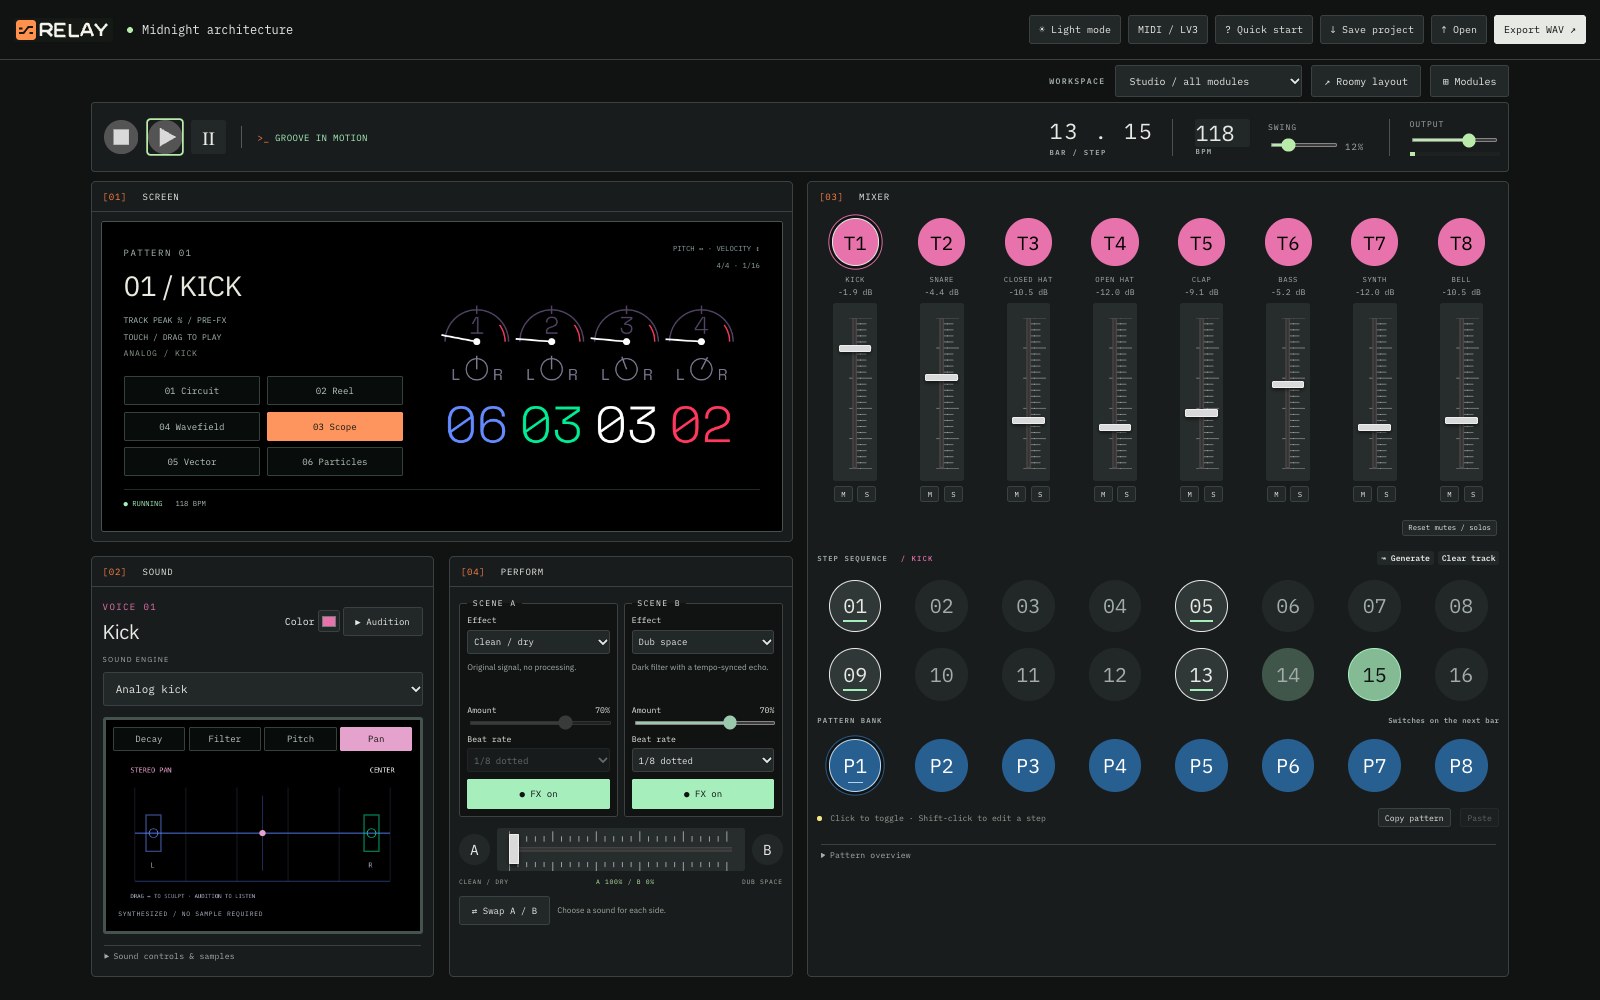 RELAY
● Midnight architecture
☀ Light mode
MIDI / LV3
? Quick start
↓ Save project
↑ Open
Export WAV ↗
WORKSPACE
Studio / all modules
↗ Roomy layout
⊞ Modules
II
>_ GROOVE IN MOTION
13 . 15
BAR / STEP
118
BPM
SWING
12%
OUTPUT
[01] SCREEN
PATTERN 01
01 / KICK
TRACK PEAK % / PRE-FX
TOUCH / DRAG TO PLAY
ANALOG / KICK
PITCH ↔ · VELOCITY ↕
4/4 · 1/16
01 Circuit
02 Reel
04 Wavefield
03 Scope
05 Vector
06 Particles
1 2 3 4
L R L R L R L R
06 03 03 02
● RUNNING 118 BPM
[02] SOUND
VOICE 01
Kick
Color
▶ Audition
SOUND ENGINE
Analog kick
Decay Filter Pitch Pan
STEREO PAN
CENTER
L R
DRAG ↔ TO SCULPT · AUDITION TO LISTEN
SYNTHESIZED / NO SAMPLE REQUIRED
▶ Sound controls & samples
[04] PERFORM
SCENE A
Effect
Clean / dry
Original signal, no processing.
Amount 70%
Beat rate
1/8 dotted
● FX on
SCENE B
Effect
Dub space
Dark filter with a tempo-synced echo.
Amount 70%
Beat rate
1/8 dotted
● FX on
A
B
CLEAN / DRY
A 100% / B 0%
DUB SPACE
⇄ Swap A / B
Choose a sound for each side.
[03] MIXER
T1 T2 T3 T4 T5 T6 T7 T8
KICK SNARE CLOSED HAT OPEN HAT CLAP BASS SYNTH BELL
-1.9 dB -4.4 dB -10.5 dB -12.0 dB -9.1 dB -5.2 dB -12.0 dB -10.5 dB
M S M S M S M S M S M S M S M S
Reset mutes / solos
STEP SEQUENCE / KICK
⇝ Generate
Clear track
01 02 03 04 05 06 07 08
09 10 11 12 13 14 15 16
PATTERN BANK
Switches on the next bar
P1 P2 P3 P4 P5 P6 P7 P8
Click to toggle · Shift-click to edit a step
Copy pattern
Paste
▶ Pattern overview